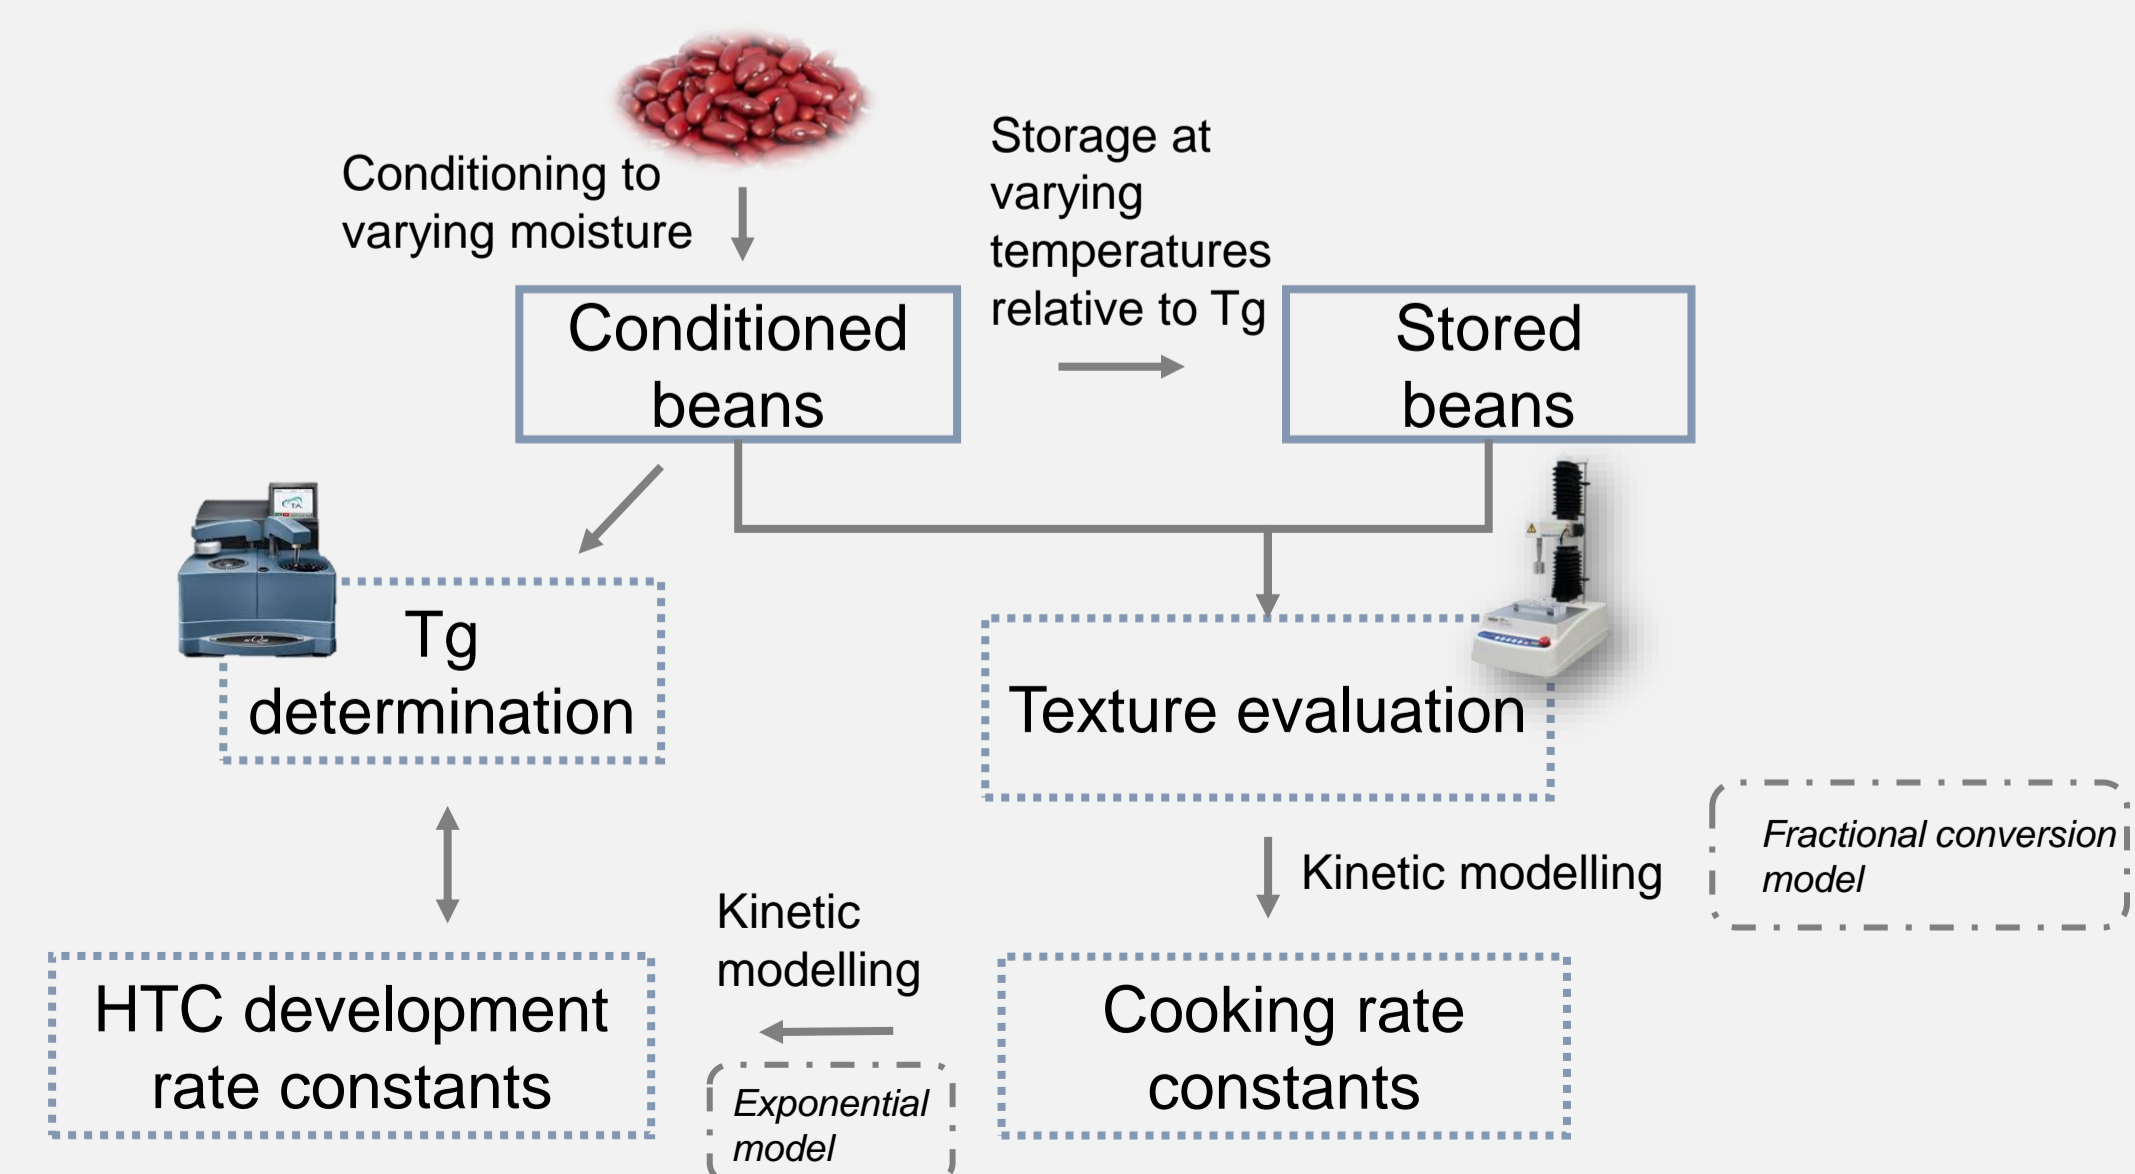 Conditioning to
varying moisture
Storage at
varying
temperatures
relative to Tg
Conditioned
beans
Stored
beans
TA
Tg
determination
Texture evaluation
Fractional conversion
model
Kinetic modelling
Kinetic
modelling
HTC development
rate constants
Cooking rate
constants
Exponential
model